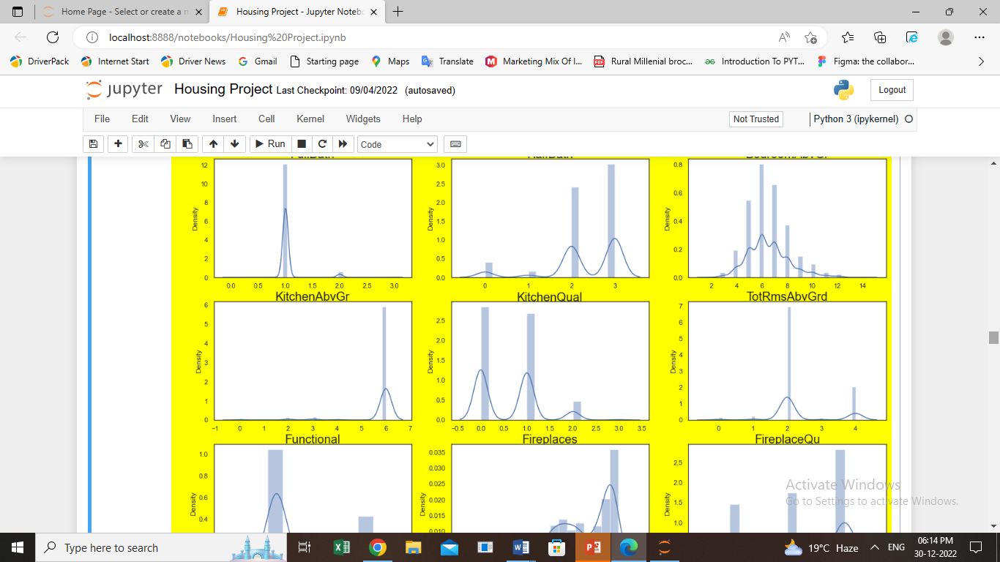 Home Page - Select or create a n
Housing Project - Jupyter Noteb
localhost:8888/notebooks/Housing%20Project.ipynb
DriverPack Internet Start Driver News Gmail Starting page Maps Translate Marketing Mix Of I... Rural Millenial broc... Introduction To PYT... Figma: the collabor...
jupyter Housing Project Last Checkpoint: 09/04/2022 (autosaved) Logout
File Edit View Insert Cell Kernel Widgets Help Not Trusted Python 3 (ipykernel)
Run Code
12 10 8 6 4 2 0
Density
0.0 0.5 1.0 1.5 2.0 2.5 3.0
KitchenAbvGr
3.0 2.5 2.0 1.5 1.0 0.5 0.0
Density
0 1 2 3
KitchenQual
0.8 0.6 0.4 0.2 0.0
Density
2 4 6 8 10 12 14
TotRmsAbvGrd
6 5 4 3 2 1 0
Density
−1 0 1 2 3 4 5 6 7
Functional
2.5 2.0 1.5 1.0 0.5 0.0
Density
−0.5 0.0 0.5 1.0 1.5 2.0 2.5 3.0 3.5
Fireplaces
7 6 5 4 3 2 1 0
Density
0 1 2 3 4
FireplaceQu
1.0 0.8 0.6 0.4
Density
0.035 0.030 0.025 0.020 0.015 0.010
Density
2.5 2.0 1.5 1.0
Density
Activate Windows
Go to Settings to activate Windows.
Type here to search
19°C Haze ENG 06:14 PM
30-12-2022